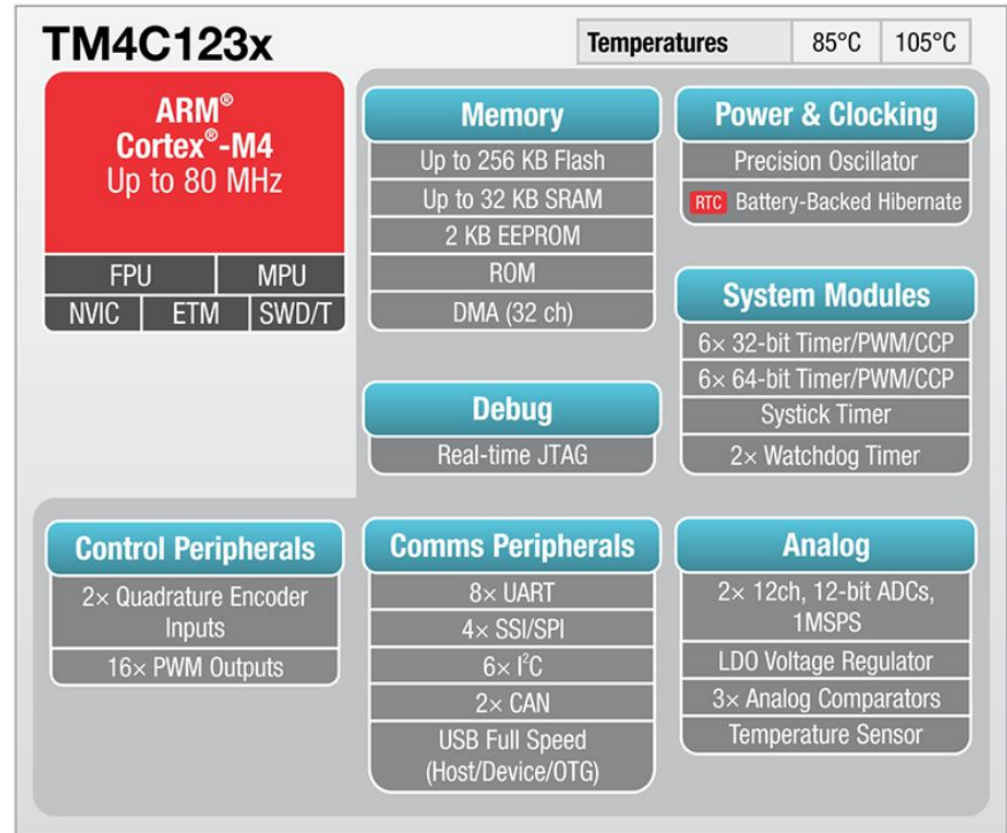 TM4C123x
Temperatures 85°C 105°C
ARM®
Cortex®-M4
Up to 80 MHz
FPU MPU
NVIC ETM SWD/T
Memory
Up to 256 KB Flash
Up to 32 KB SRAM
2 KB EEPROM
ROM
DMA (32 ch)
Power & Clocking
Precision Oscillator
RTC Battery-Backed Hibernate
System Modules
6× 32-bit Timer/PWM/CCP
6× 64-bit Timer/PWM/CCP
Systick Timer
2× Watchdog Timer
Debug
Real-time JTAG
Control Peripherals
2× Quadrature Encoder
Inputs
16× PWM Outputs
Comms Peripherals
8× UART
4× SSI/SPI
6× I²C
2× CAN
USB Full Speed
(Host/Device/OTG)
Analog
2× 12ch, 12-bit ADCs,
1MSPS
LDO Voltage Regulator
3× Analog Comparators
Temperature Sensor